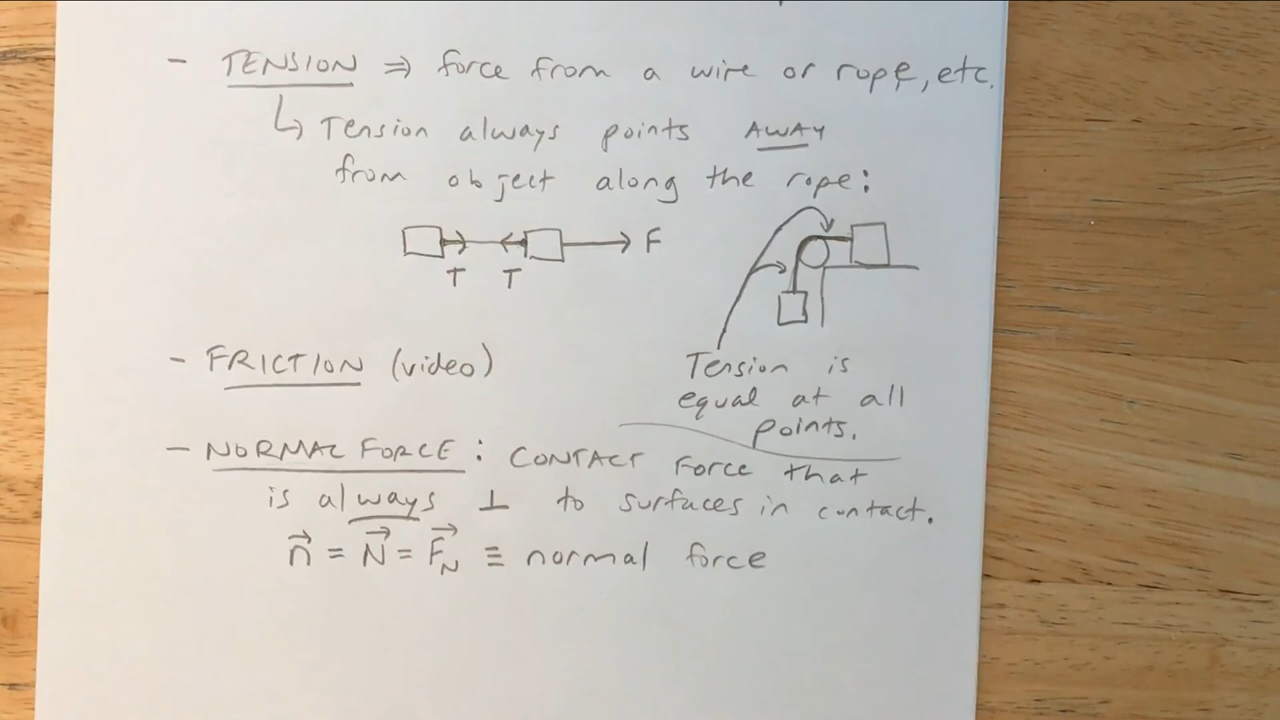 - TENSION ⇒ force from a wire or rope, etc.
↳ Tension always points AWAY
from object along the rope:
T T F
Tension is
equal at all
points.
- FRICTION (video)
- NORMAL FORCE: CONTACT Force that
is always ⊥ to surfaces in contact.
n⃗ = N⃗ = F⃗_N ≡ normal force